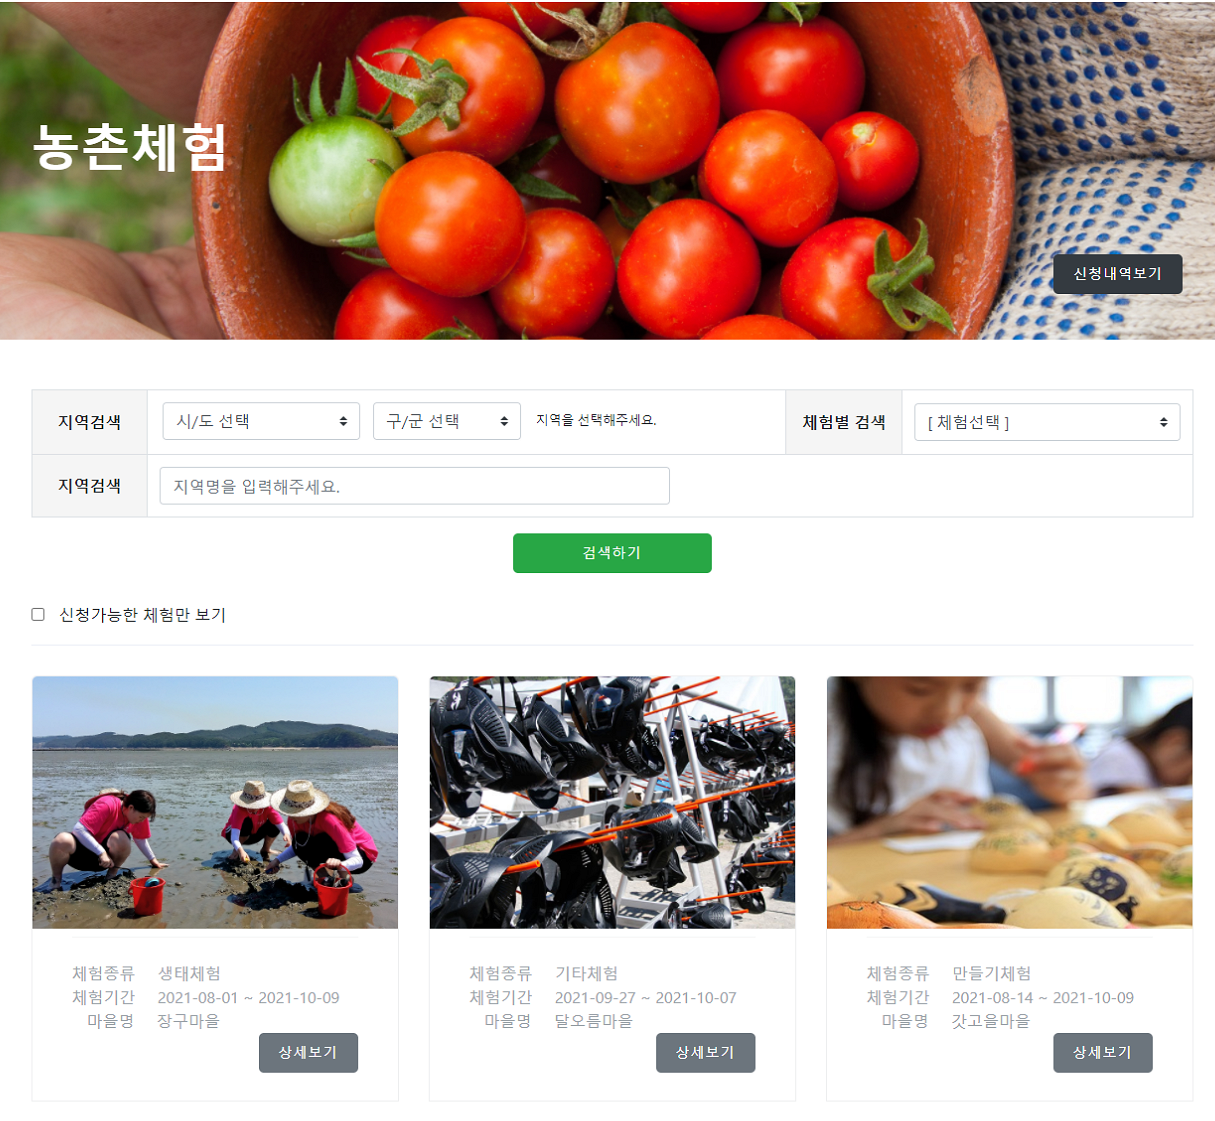 농촌체험
신청내역보기
지역검색 시/도 선택 구/군 선택 지역을 선택해주세요. 체험별 검색 [ 체험선택 ]
지역검색 지역명을 입력해주세요.
검색하기
신청가능한 체험만 보기
체험종류 생태체험
체험기간 2021-08-01 ~ 2021-10-09
마을명 장구마을
상세보기
체험종류 기타체험
체험기간 2021-09-27 ~ 2021-10-07
마을명 달오름마을
상세보기
체험종류 만들기체험
체험기간 2021-08-14 ~ 2021-10-09
마을명 갓고을마을
상세보기